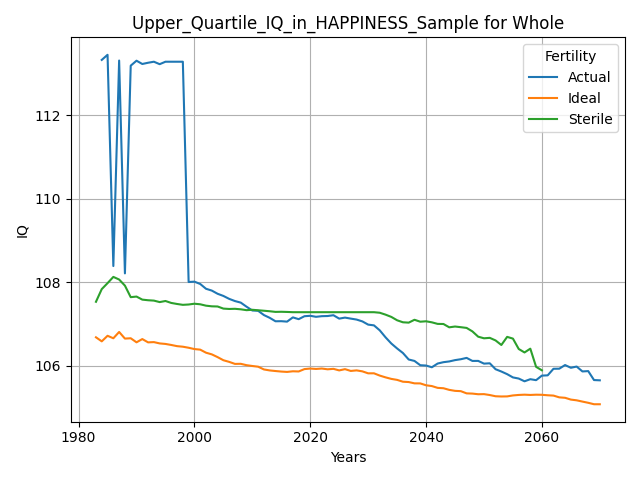 Upper_Quartile_IQ_in_HAPPINESS_Sample for Whole
Fertility
Actual
Ideal
Sterile
IQ
112
110
108
106
1980
2000
2020
2040
2060
Years